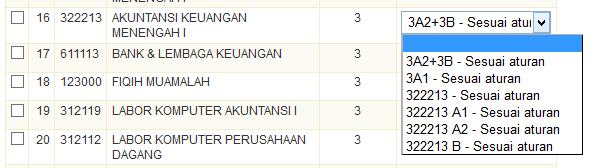 MENENGAH
16 322213 AKUNTANSI KEUANGAN MENENGAH I 3 3A2+3B - Sesuai atur
17 611113 BANK & LEMBAGA KEUANGAN 3
18 123000 FIQIH MUAMALAH 3
19 312119 LABOR KOMPUTER AKUNTANSI I 3
20 312112 LABOR KOMPUTER PERUSAHAAN DAGANG 3
3A2+3B - Sesuai aturan
3A1 - Sesuai aturan
322213 - Sesuai aturan
322213 A1 - Sesuai aturan
322213 A2 - Sesuai aturan
322213 B - Sesuai aturan